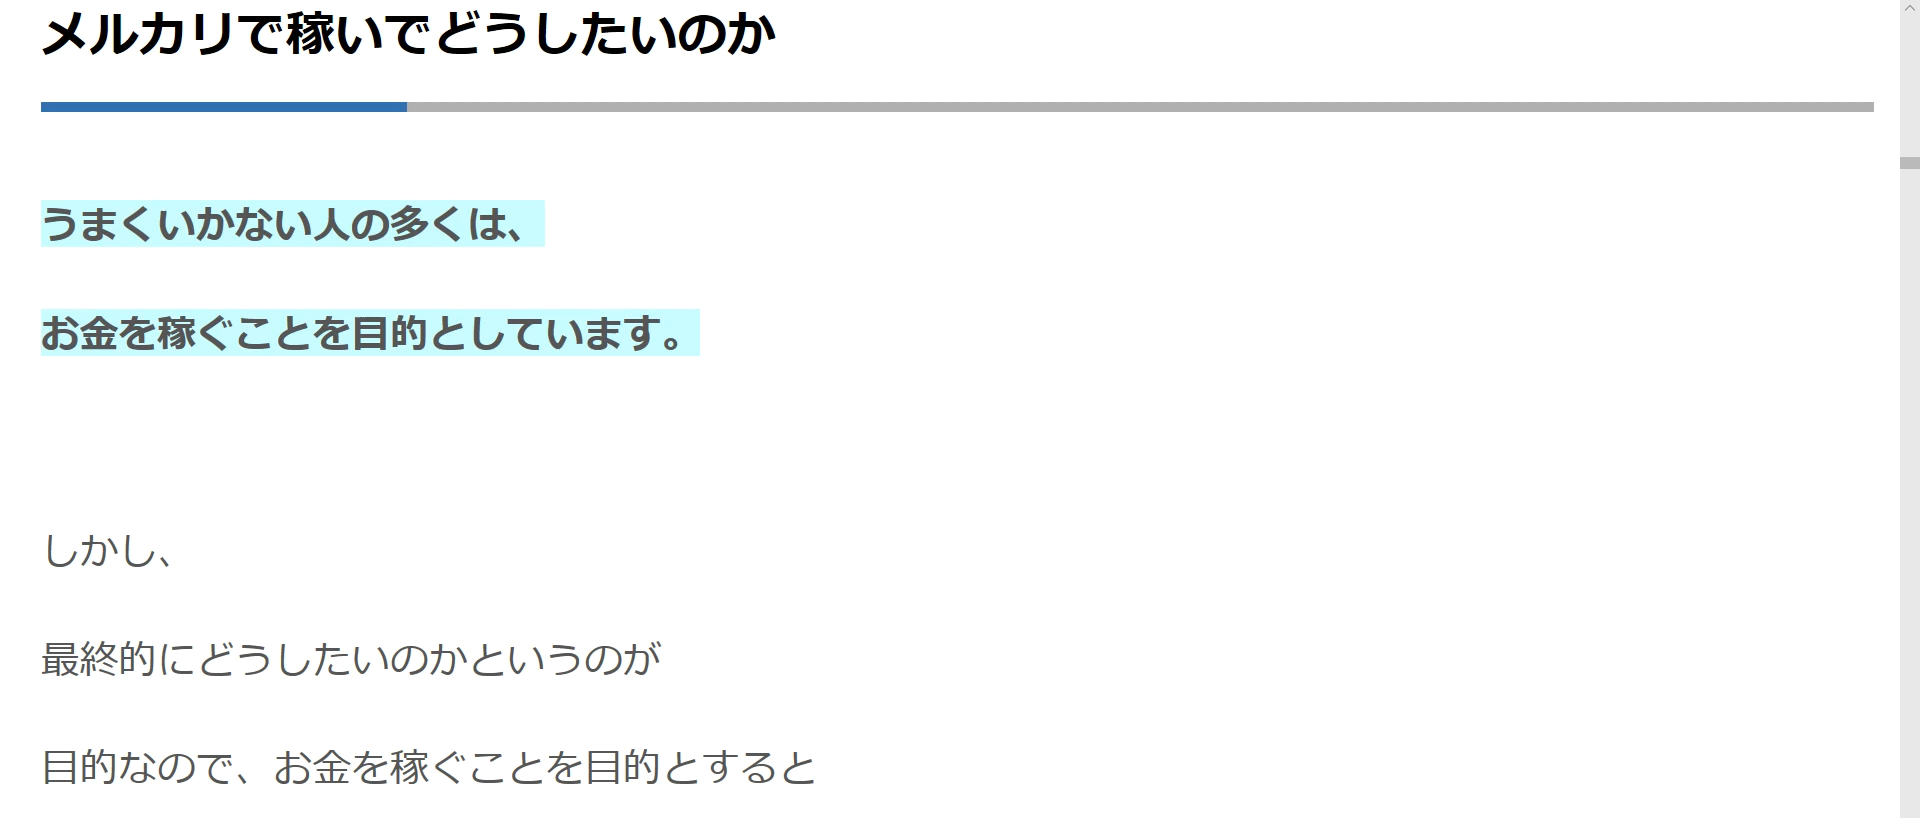 メルカリで稼いでどうしたいのか
うまくいかない人の多くは、
お金を稼ぐことを目的としています。
しかし、
最終的にどうしたいのかというのが
目的なので、お金を稼ぐことを目的とすると